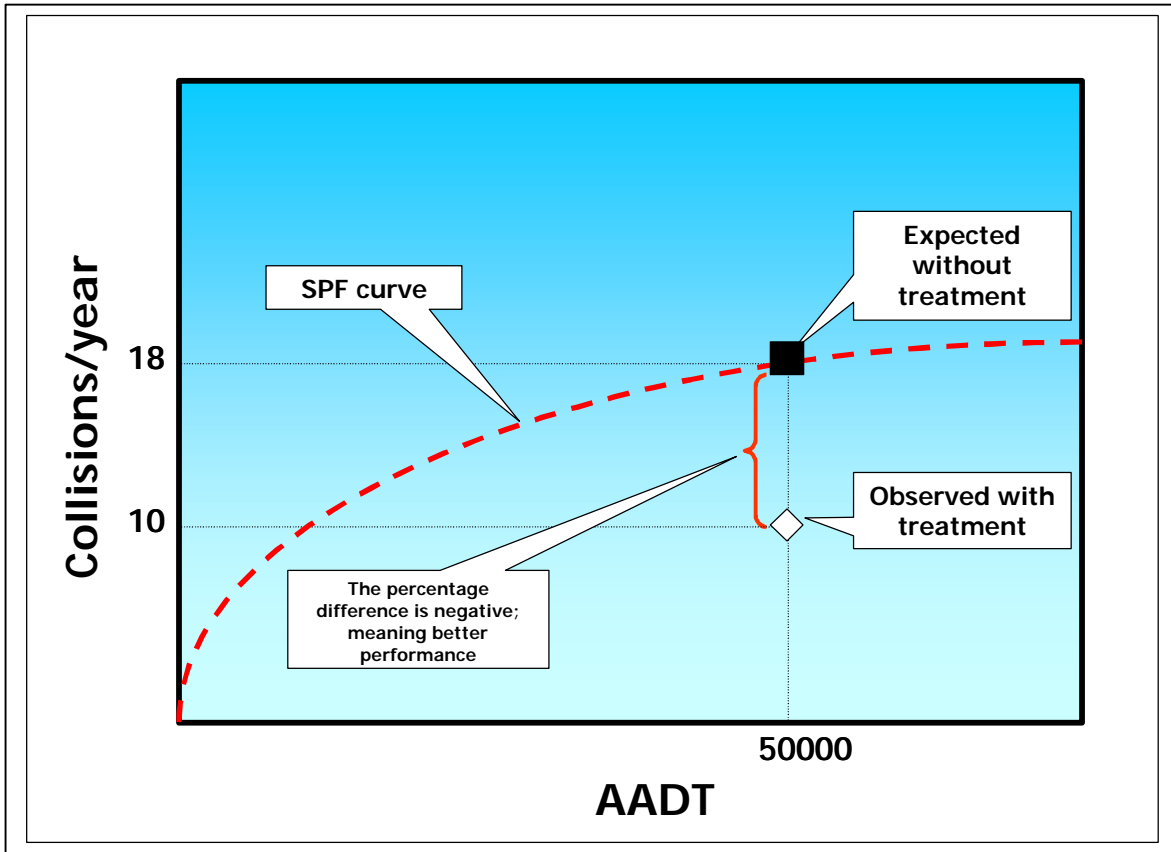 Expected
without
treatment
SPF curve
Collisions/year
18
10
Observed with
treatment
The percentage
difference is negative;
meaning better
performance
50000
AADT